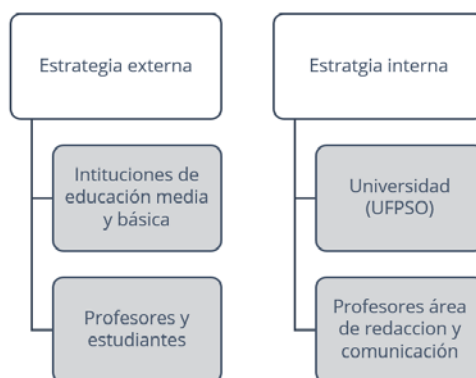 Estrategia externa
Intituciones de
educación media
y básica
Profesores y
estudiantes
Estratgia interna
Universidad
(UFPSO)
Profesores área
de redaccion y
comunicación